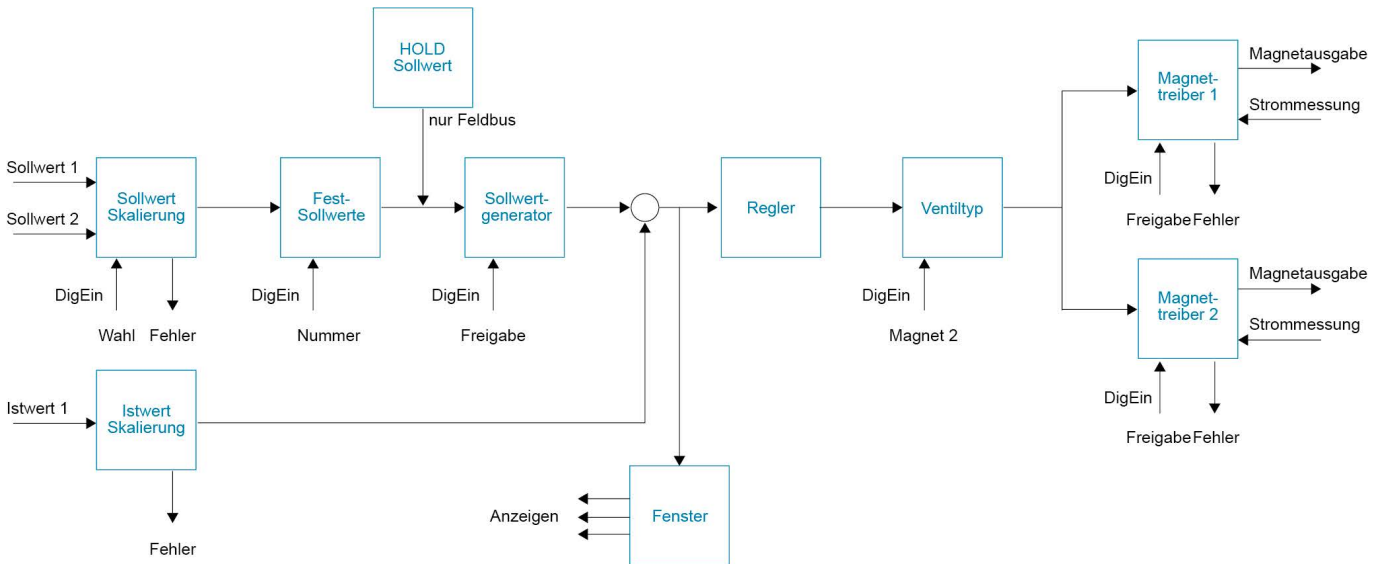 HOLD
Sollwert
nur Feldbus
Magnet-
treiber 1
Magnetausgabe
Strommessung
DigEin
Freigabe
Fehler
Sollwert 1
Sollwert 2
Sollwert
Skalierung
DigEin
Wahl
Fehler
Fest-
Sollwerte
DigEin
Nummer
Sollwert-
generator
DigEin
Freigabe
Regler
Ventiltyp
DigEin
Magnet 2
Magnet-
treiber 2
Magnetausgabe
Strommessung
DigEin
Freigabe
Fehler
Istwert 1
Istwert
Skalierung
Fehler
Anzeigen
Fenster